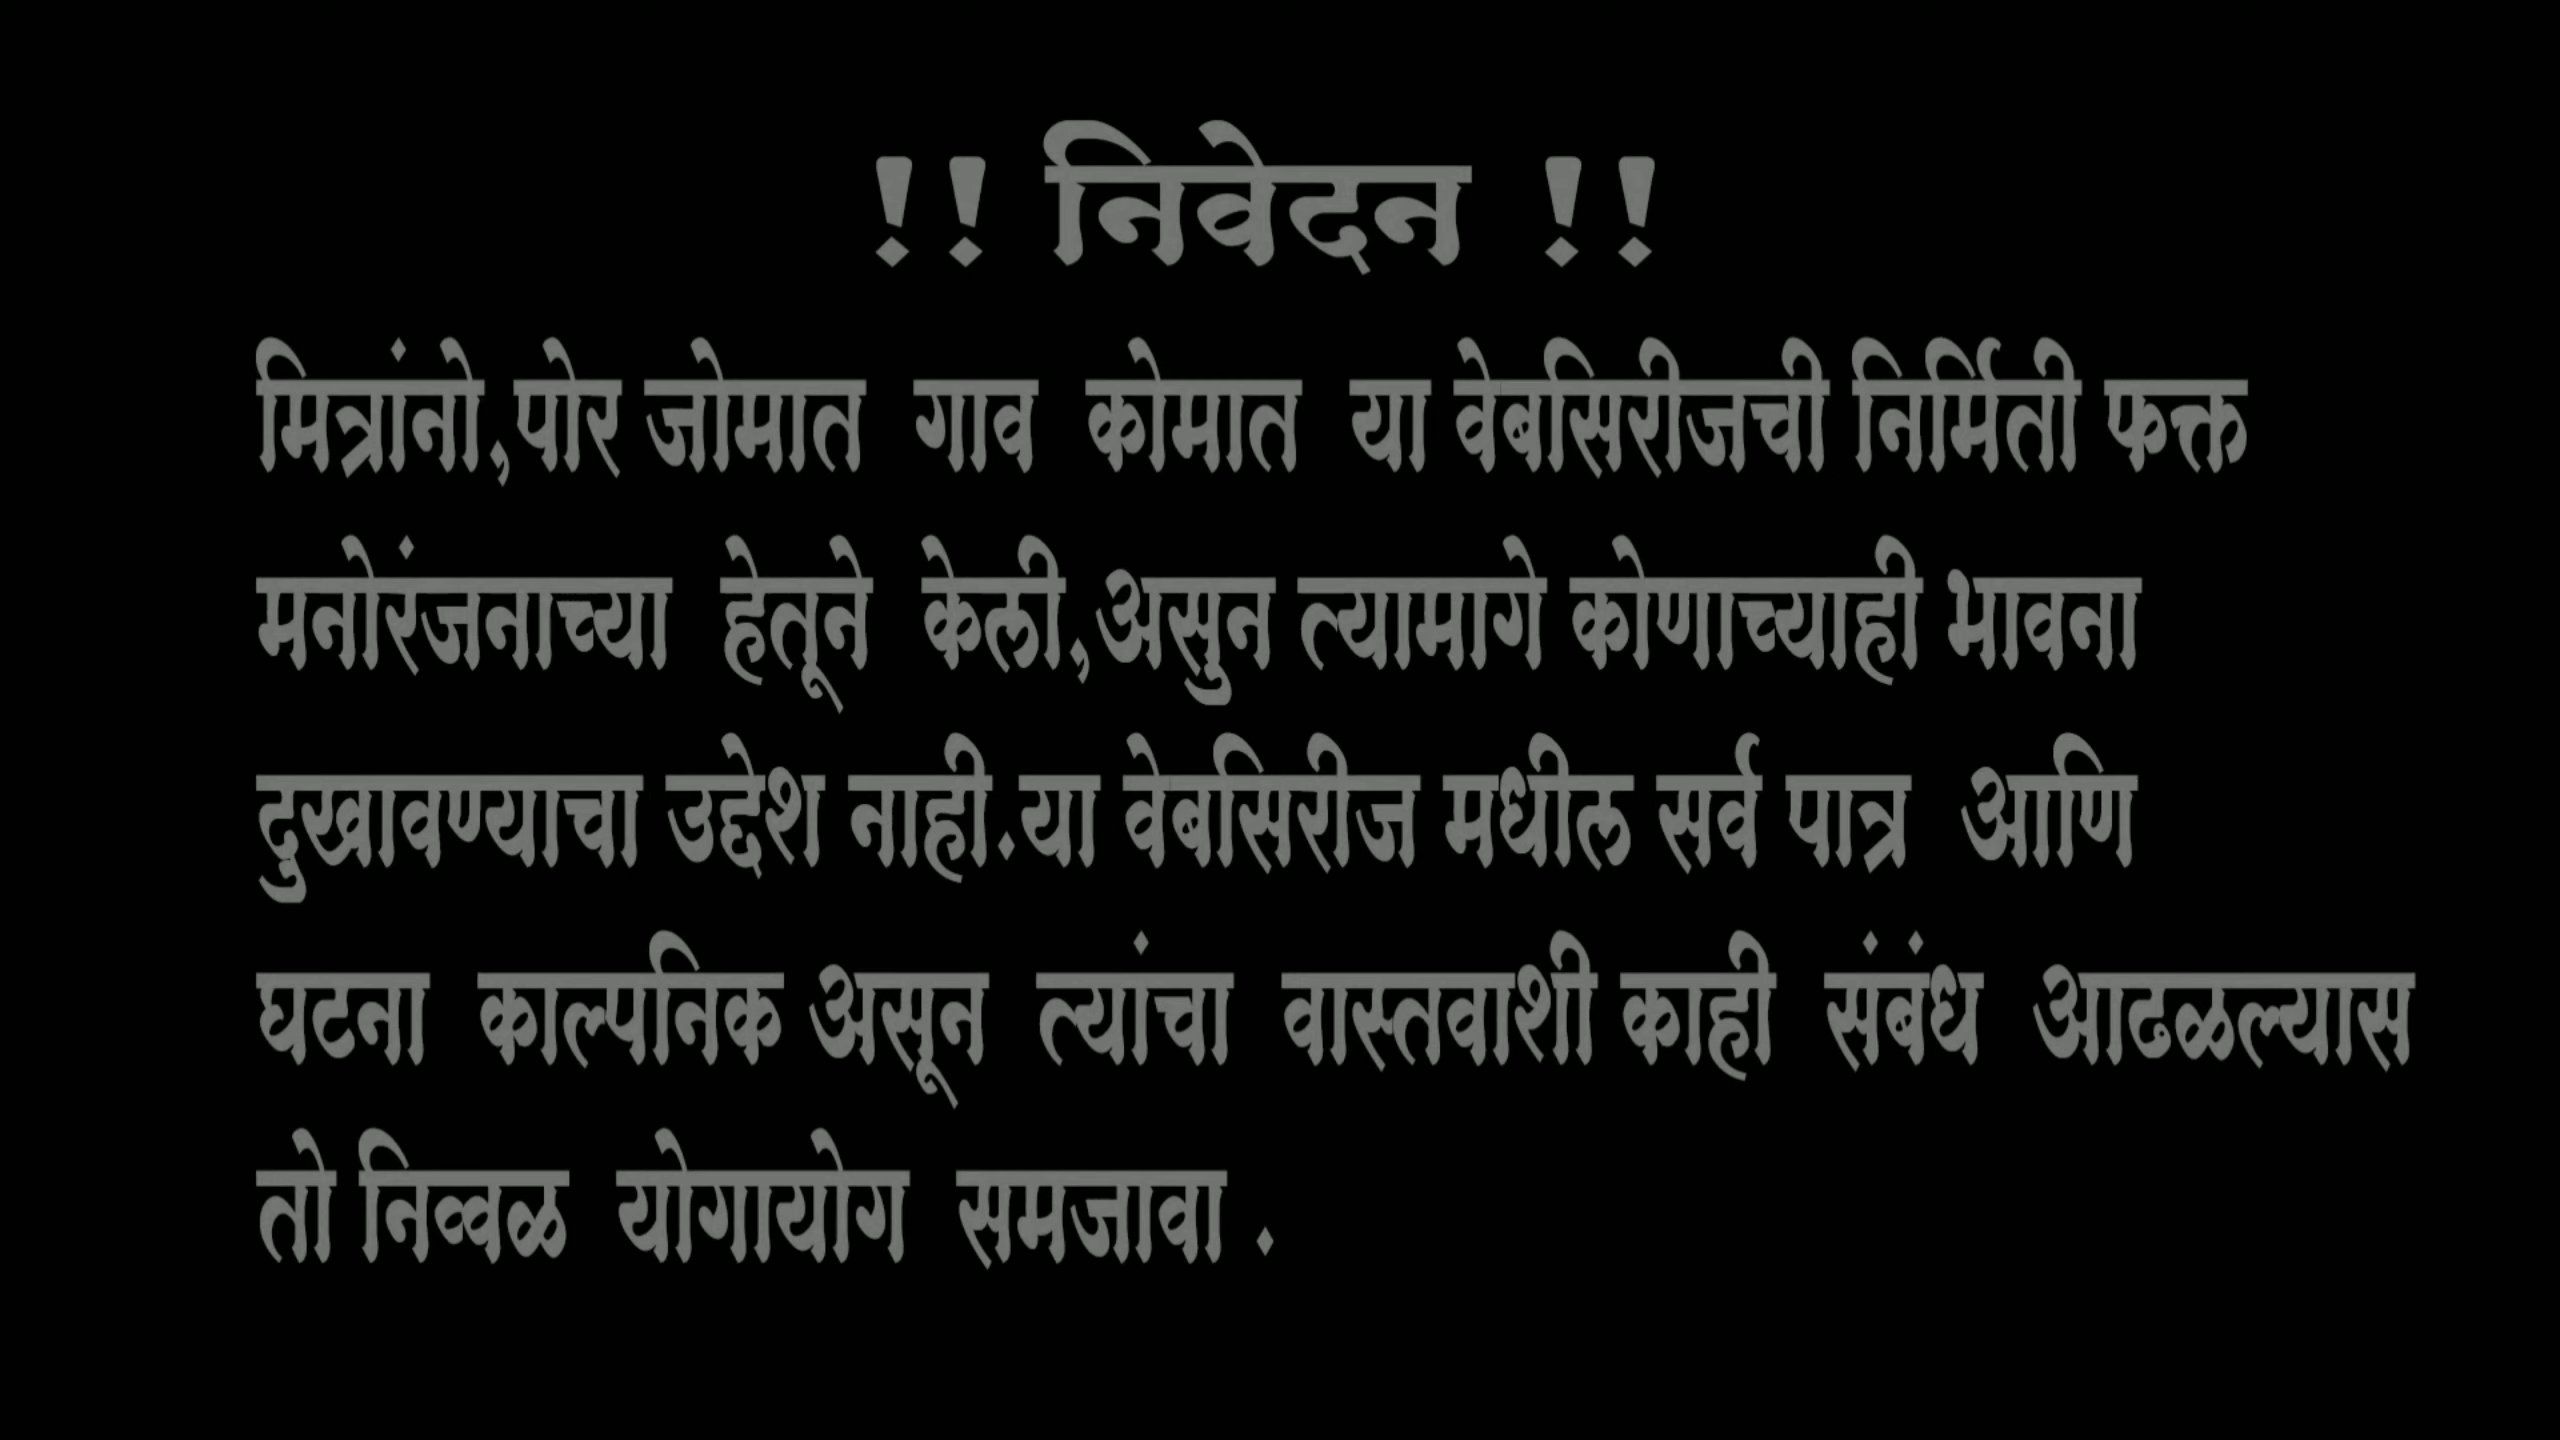 !! निवेदन !!
मित्रांनो,पोर जोमात गाव कोमात या वेबसिरीजची निर्मिती फक्त
मनोरंजनाच्या हेतूने केली,असुन त्यामागे कोणाच्याही भावना
दुखावण्याचा उद्देश नाही.या वेबसिरीज मधील सर्व पात्र आणि
घटना काल्पनिक असून त्यांचा वास्तवाशी काही संबंध आढळल्यास
तो निव्वळ योगायोग समजावा .